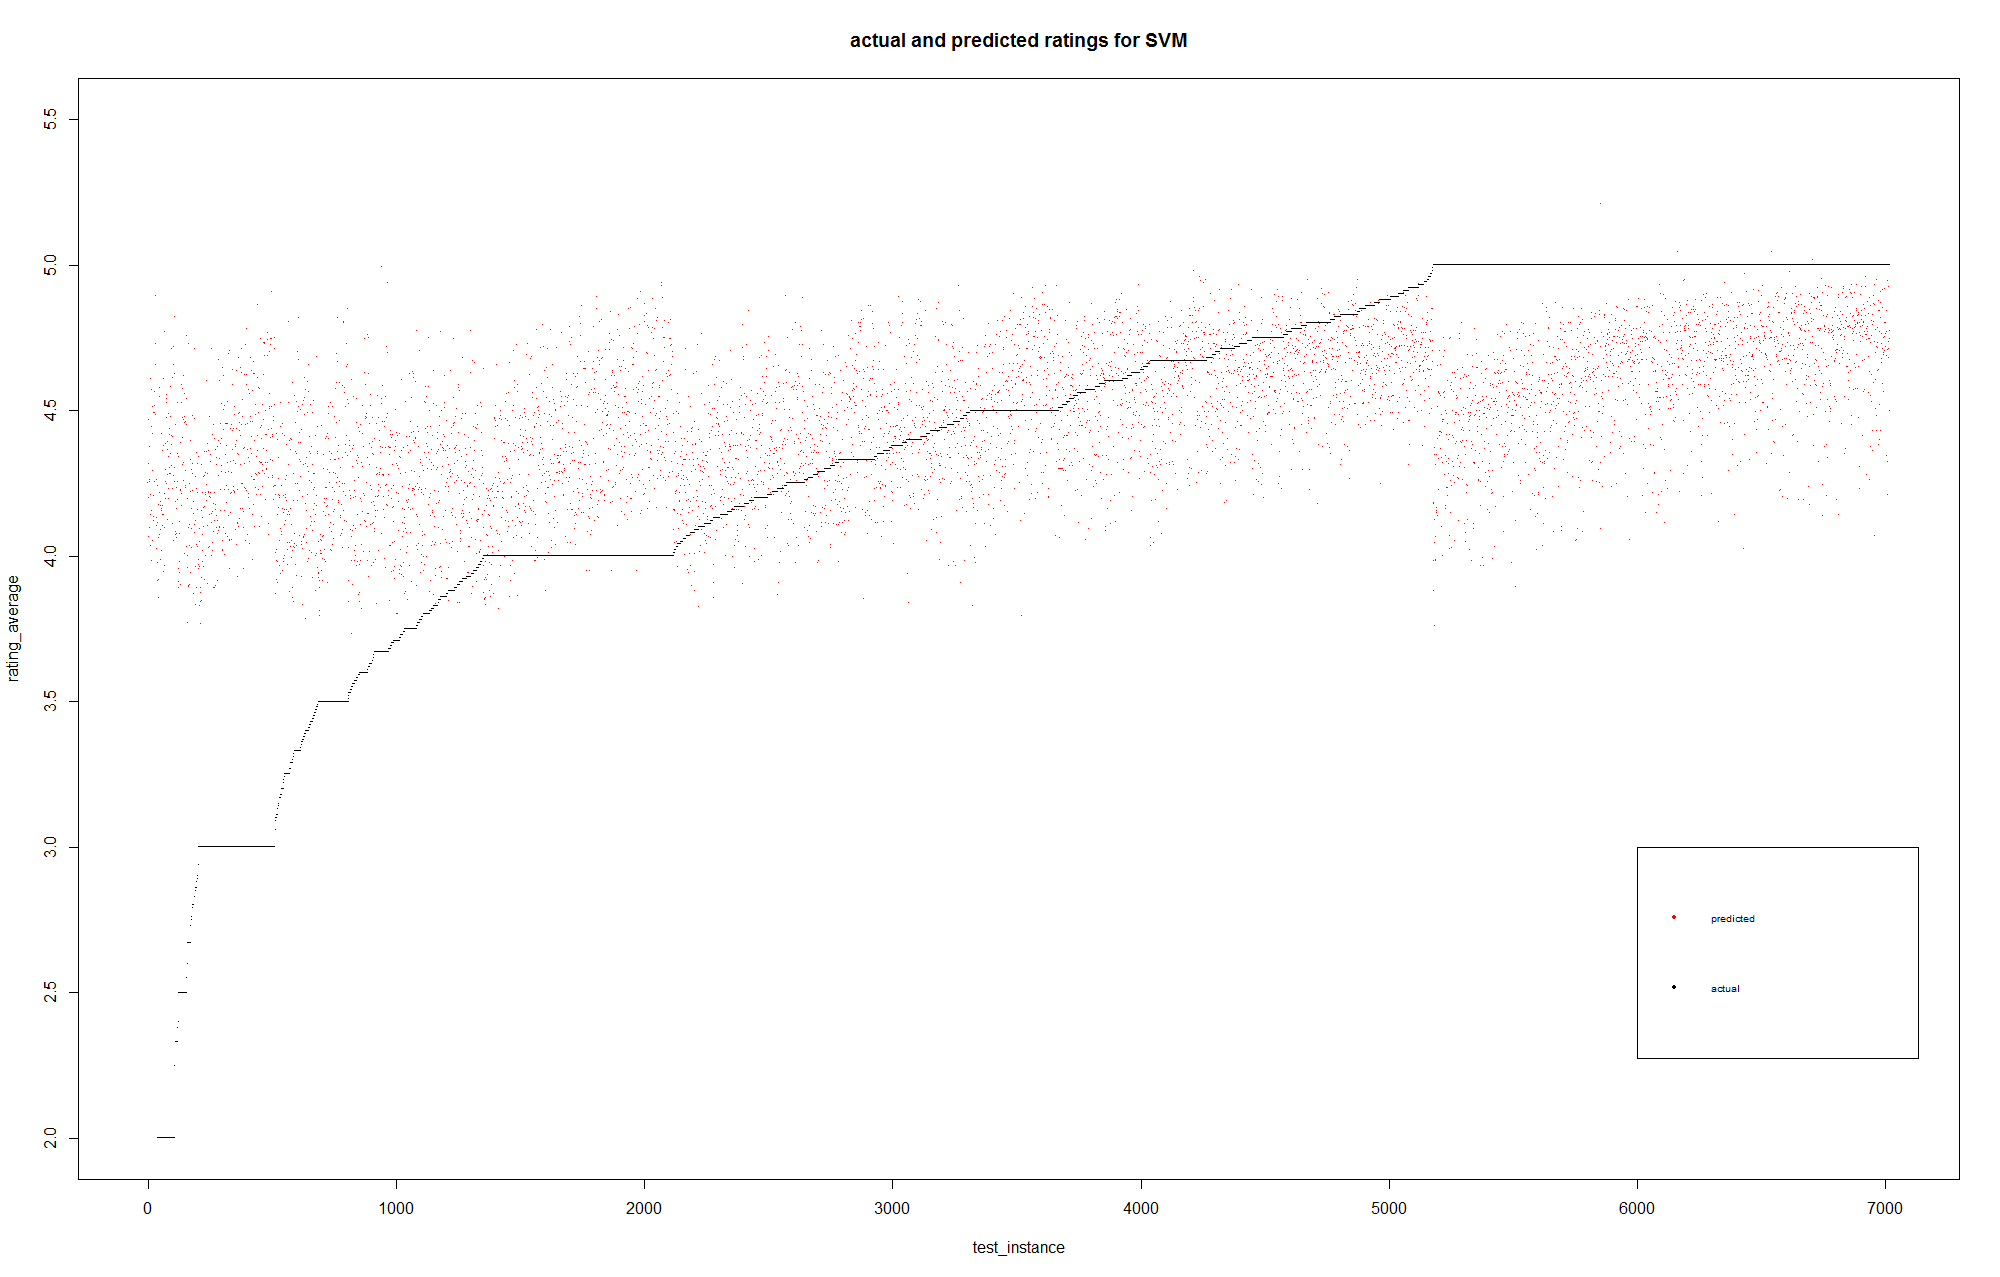 actual and predicted ratings for SVM
5.5
5.0
4.5
4.0
3.5
3.0
2.5
2.0
rating_average
predicted
actual
0 1000 2000 3000 4000 5000 6000 7000
test_instance